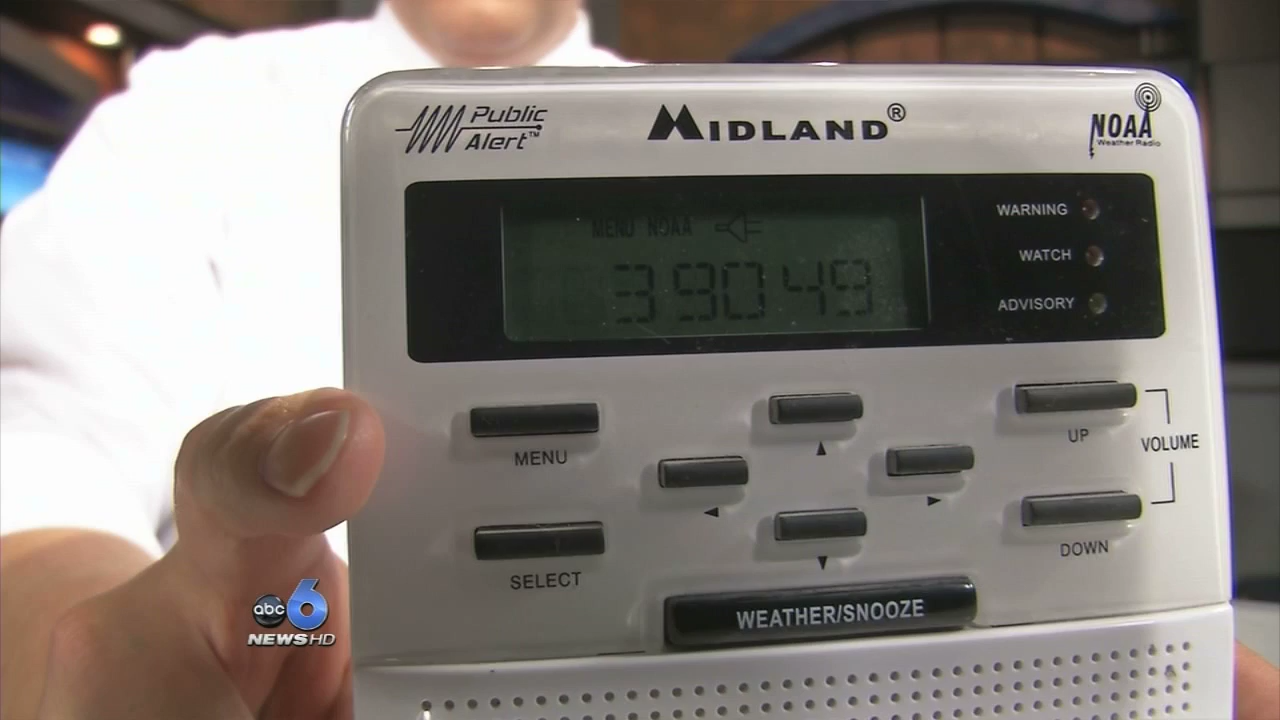 Public
Alert™
MIDLAND®
NOAA
Weather Radio
MENU NOAA
39049
WARNING
WATCH
ADVISORY
MENU
SELECT
UP
VOLUME
DOWN
WEATHER/SNOOZE
abc 6
NEWS HD